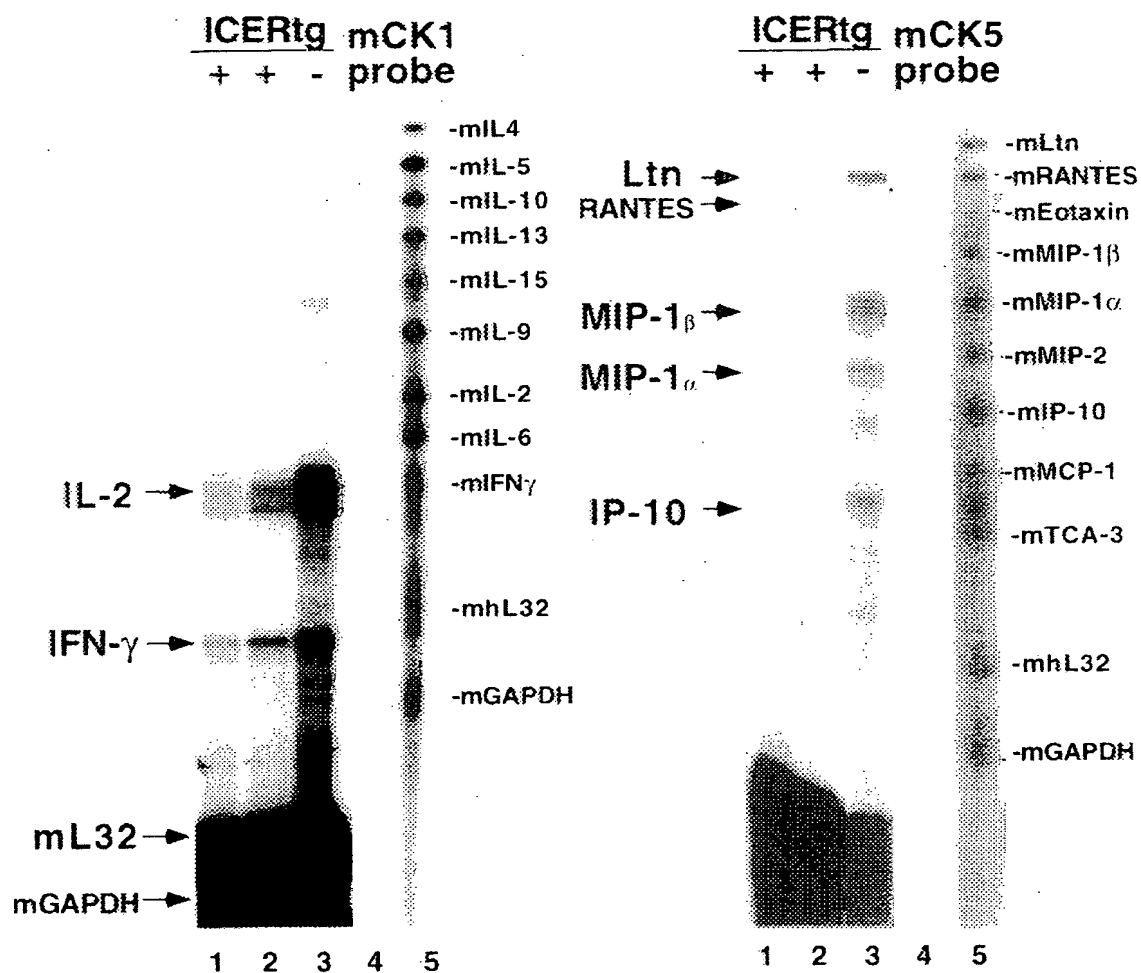 ICERtg mCK1
+ + - probe
-mIL4
-mIL-5
-mIL-10
-mIL-13
-mIL-15
-mIL-9
-mIL-2
-mIL-6
-mIFNγ
-mhL32
-mGAPDH
IL-2
IFN-γ
mL32
mGAPDH
1 2 3 4 5
ICERtg mCK5
+ + - probe
-mLtn
-mRANTES
-mEotaxin
-mMIP-1β
-mMIP-1α
-mMIP-2
-mIP-10
-mMCP-1
-mTCA-3
-mhL32
-mGAPDH
Ltn
RANTES
MIP-1β
MIP-1α
IP-10
1 2 3 4 5